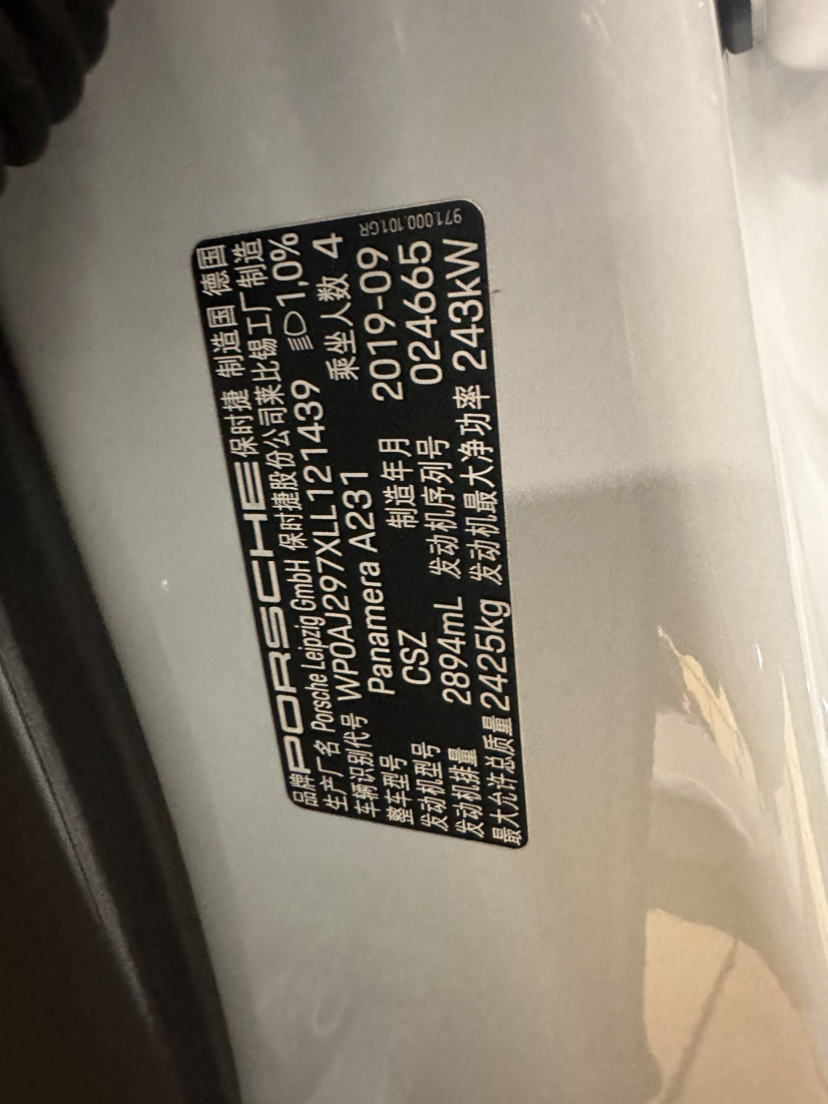 品牌 PORSCHE 保时捷 制造国 德国
生产厂名 Porsche Leipzig GmbH 保时捷股份公司莱比锡工厂制造
车辆识别代号 WP0AJ297XLL121439 1,0%
整车型号 Panamera A231 乘坐人数 4
发动机型号 CSZ 制造年月 2019-09
发动机排量 2894mL 发动机序列号 024665
最大允许总质量 2425kg 发动机最大净功率 243kW
971.000.101.GR